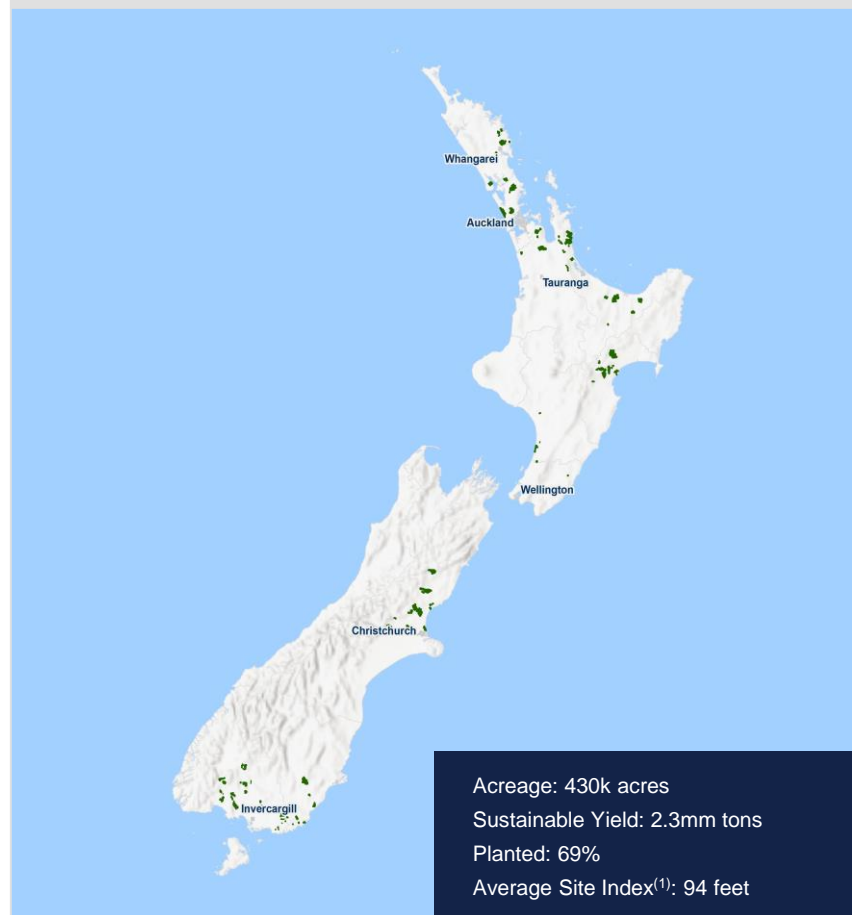 Whangarei
Auckland
Tauranga
Wellington
Christchurch
Invercargill
Acreage: 430k acres
Sustainable Yield: 2.3mm tons
Planted: 69%
Average Site Index(1): 94 feet